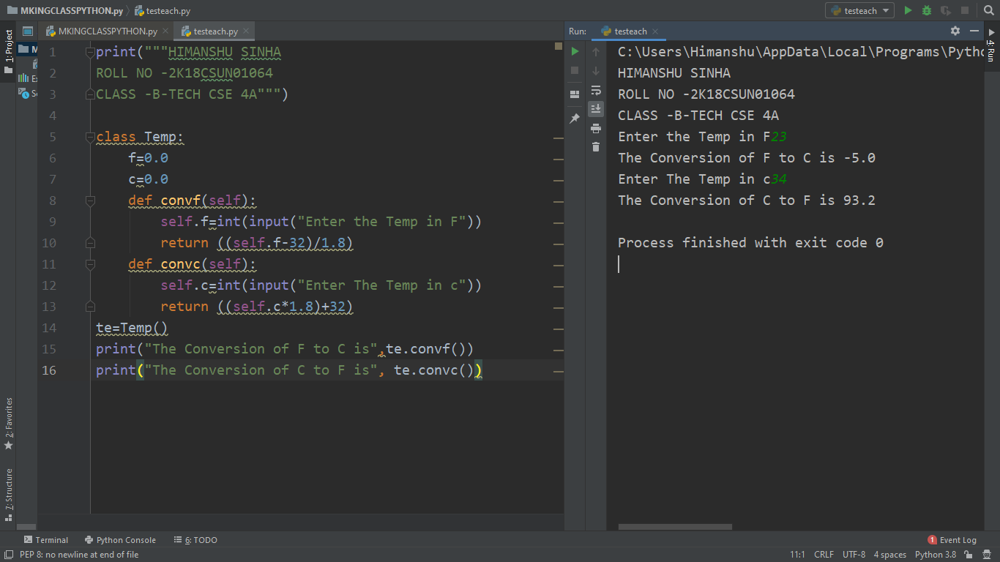 MKINGCLASSPYTHON.py
testeach.py
testeach
1: Project
MKINGCLASSPYTHON.py
testeach.py
Run:
testeach
4: Run
M
Ex
Sc
1 print("""HIMANSHU SINHA
2 ROLL NO -2K18CSUN01064
3 CLASS -B-TECH CSE 4A""")
4
5 class Temp:
6 f=0.0
7 c=0.0
8 def convf(self):
9 self.f=int(input("Enter the Temp in F"))
10 return ((self.f-32)/1.8)
11 def convc(self):
12 self.c=int(input("Enter The Temp in c"))
13 return ((self.c*1.8)+32)
14 te=Temp()
15 print("The Conversion of F to C is",te.convf())
16 print("The Conversion of C to F is", te.convc())
C:\Users\Himanshu\AppData\Local\Programs\Pytho
HIMANSHU SINHA
ROLL NO -2K18CSUN01064
CLASS -B-TECH CSE 4A
Enter the Temp in F23
The Conversion of F to C is -5.0
Enter The Temp in c34
The Conversion of C to F is 93.2
Process finished with exit code 0
2: Favorites
7: Structure
Terminal
Python Console
6: TODO
1 Event Log
PEP 8: no newline at end of file
11:1 CRLF UTF-8 4 spaces Python 3.8